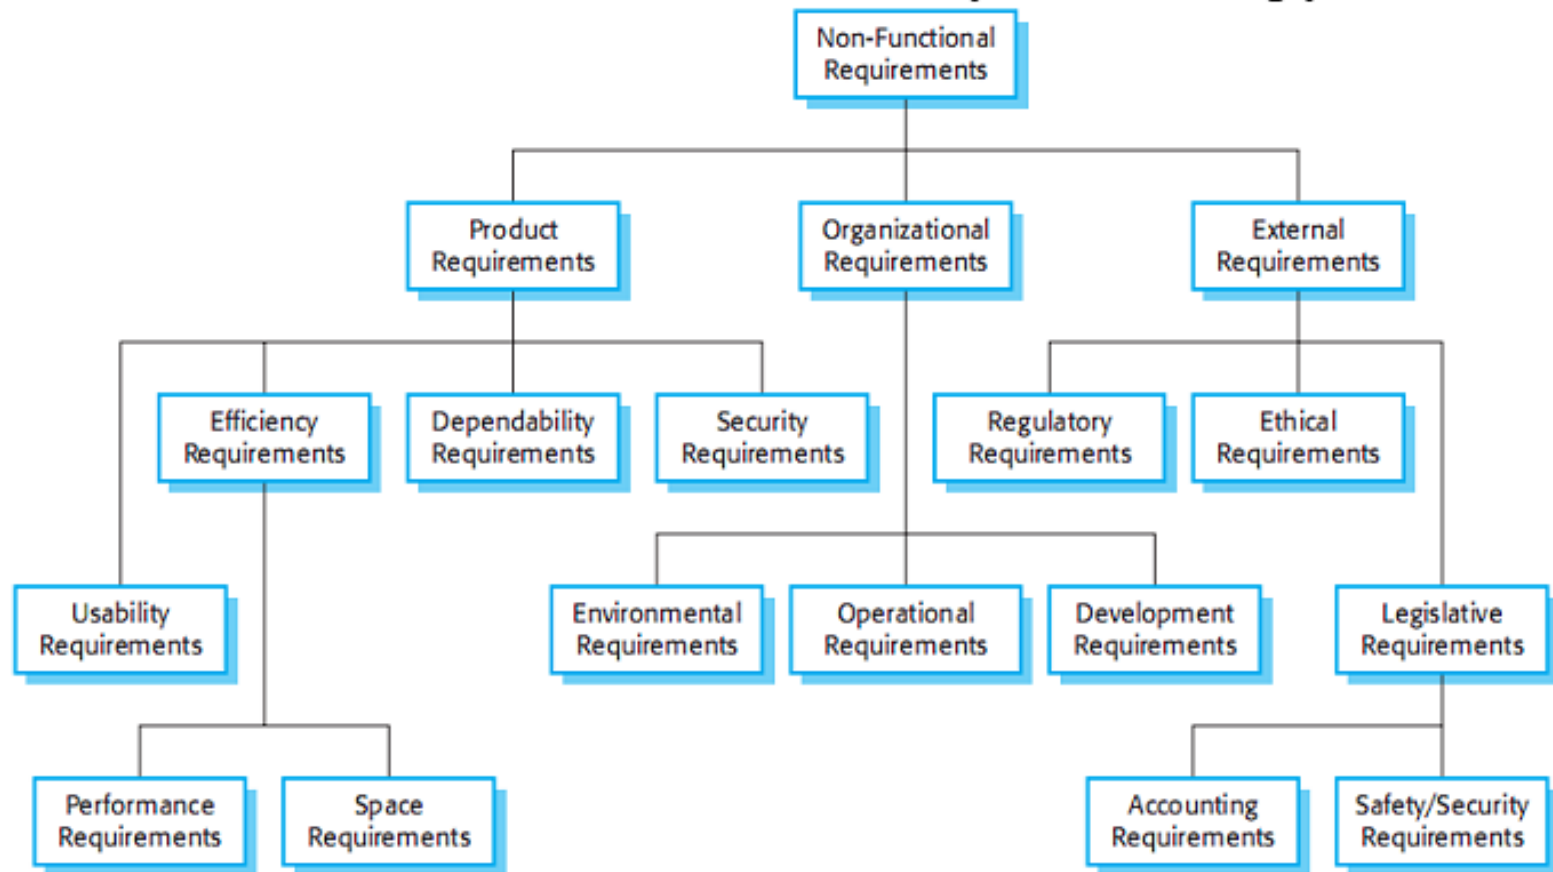 Non-Functional
Requirements
Product
Requirements
Organizational
Requirements
External
Requirements
Efficiency
Requirements
Dependability
Requirements
Security
Requirements
Regulatory
Requirements
Ethical
Requirements
Usability
Requirements
Environmental
Requirements
Operational
Requirements
Development
Requirements
Legislative
Requirements
Performance
Requirements
Space
Requirements
Accounting
Requirements
Safety/Security
Requirements